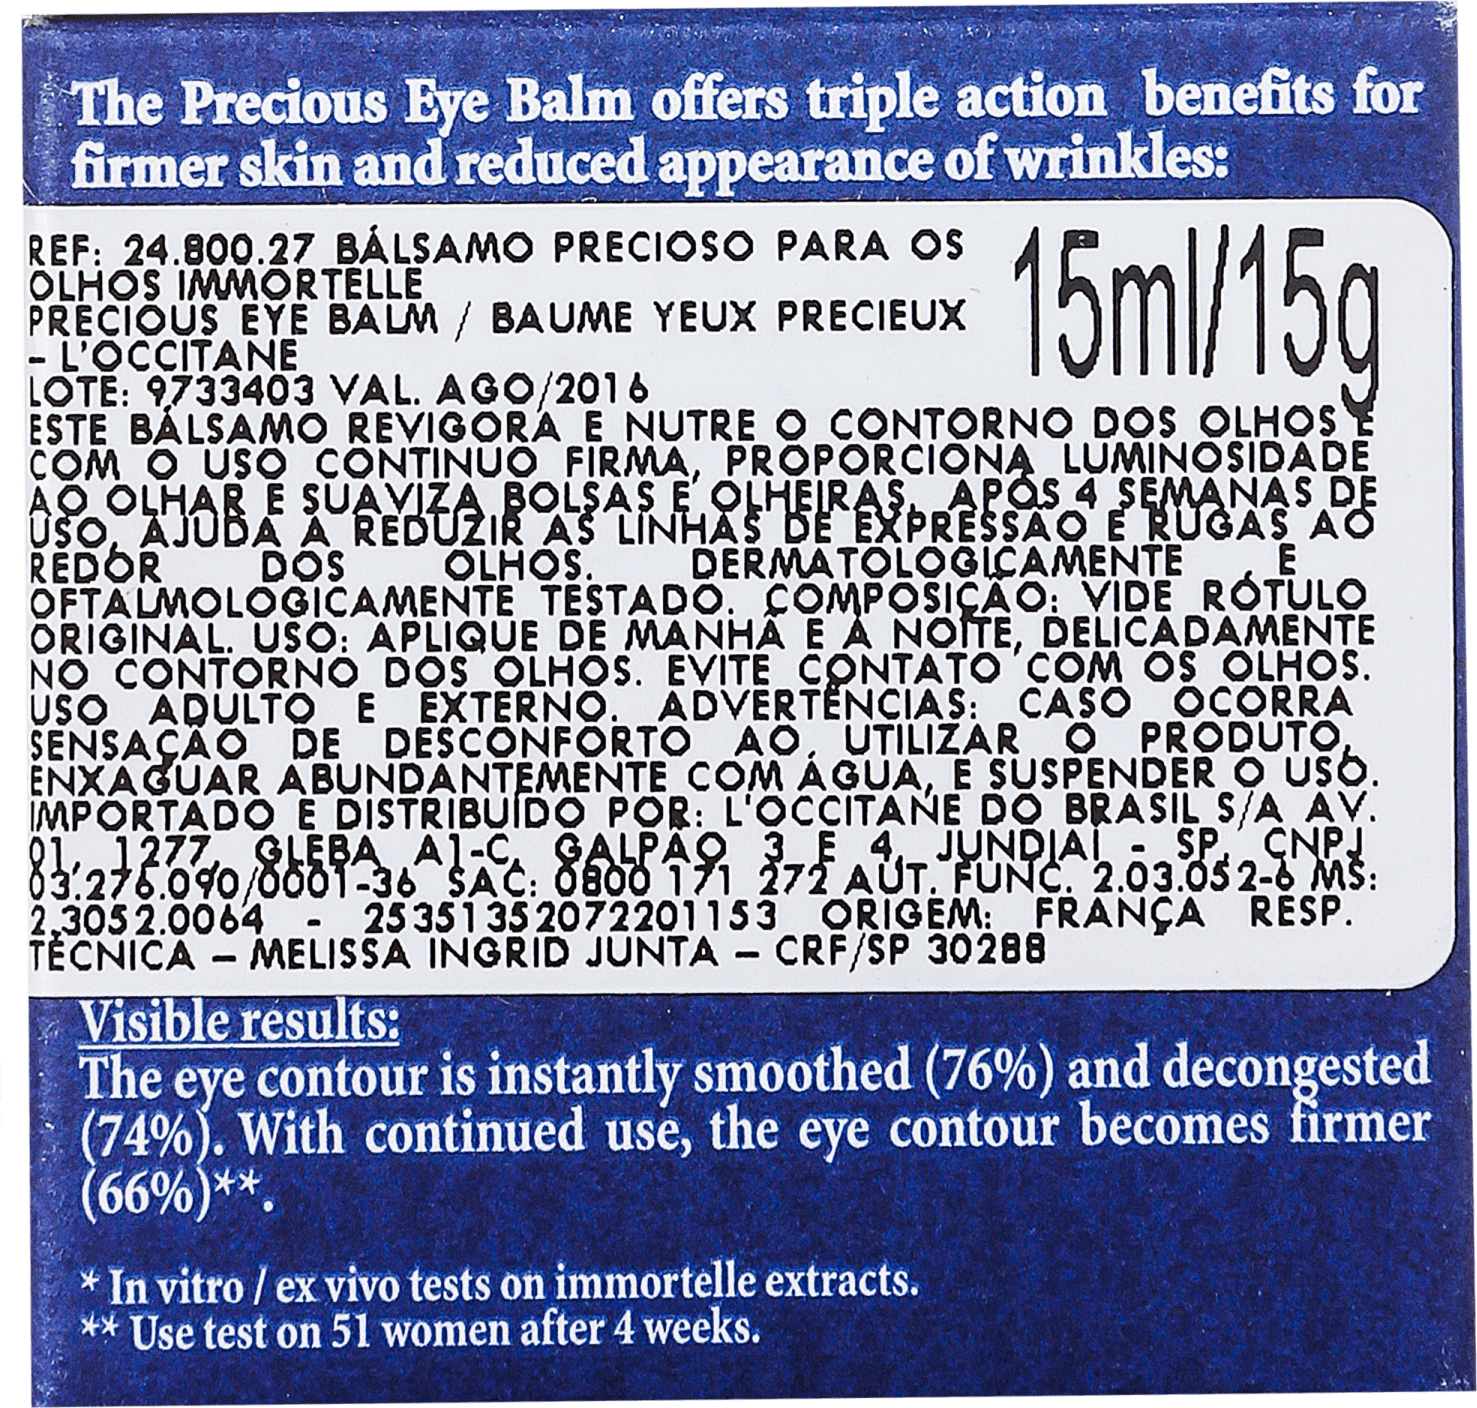 The Precious Eye Balm offers triple action benefits for
firmer skin and reduced appearance of wrinkles:
REF: 24.800.27 BÁLSAMO PRECIOSO PARA OS
OLHOS IMMORTELLE
PRECIOUS EYE BALM / BAUME YEUX PRECIEUX
- L'OCCITANE
LOTE: 9733403 VAL. AGO/2016
15ml/15g
ESTE BÁLSAMO REVIGORA E NUTRE O CONTORNO DOS OLHOS E
COM O USO CONTINUO FIRMA, PROPORCIONA LUMINOSIDADE
AO OLHAR E SUAVIZA BOLSAS E OLHEIRAS. APÓS 4 SEMANAS DE
USO, AJUDA A REDUZIR AS LINHAS DE EXPRESSÃO E RUGAS AO
REDOR DOS OLHOS. DERMATOLOGICAMENTE E
OFTALMOLOGICAMENTE TESTADO. COMPOSIÇÃO: VIDE RÓTULO
ORIGINAL. USO: APLIQUE DE MANHÃ E A NOITE, DELICADAMENTE
NO CONTORNO DOS OLHOS. EVITE CONTATO COM OS OLHOS.
USO ADULTO E EXTERNO. ADVERTÊNCIAS: CASO OCORRA
SENSAÇÃO DE DESCONFORTO AO UTILIZAR O PRODUTO,
ENXAGUAR ABUNDANTEMENTE COM ÁGUA, E SUSPENDER O USO.
IMPORTADO E DISTRIBUÍDO POR: L'OCCITANE DO BRASIL S/A AV.
01, 1277, GLEBA A1-C, GALPÃO 3 E 4, JUNDIAÍ - SP. CNPJ
03.276.090/0001-36 SAC: 0800 171 272 AUT. FUNC. 2.03.052-6 MS:
2.3052.0064 - 25351352072201153 ORIGEM: FRANÇA RESP.
TÉCNICA – MELISSA INGRID JUNTA – CRF/SP 30288
Visible results:
The eye contour is instantly smoothed (76%) and decongested
(74%). With continued use, the eye contour becomes firmer
(66%)**.
* In vitro / ex vivo tests on immortelle extracts.
** Use test on 51 women after 4 weeks.